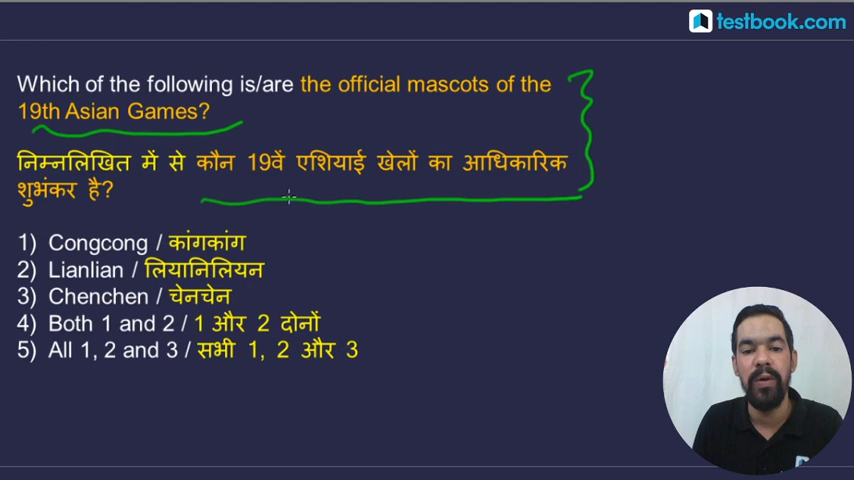 testbook.com
Which of the following is/are the official mascots of the
19th Asian Games?
निम्नलिखित में से कौन 19वें एशियाई खेलों का आधिकारिक
शुभंकर है?
1) Congcong / कांगकांग
2) Lianlian / लियानिलियन
3) Chenchen / चेनचेन
4) Both 1 and 2 / 1 और 2 दोनों
5) All 1, 2 and 3 / सभी 1, 2 और 3